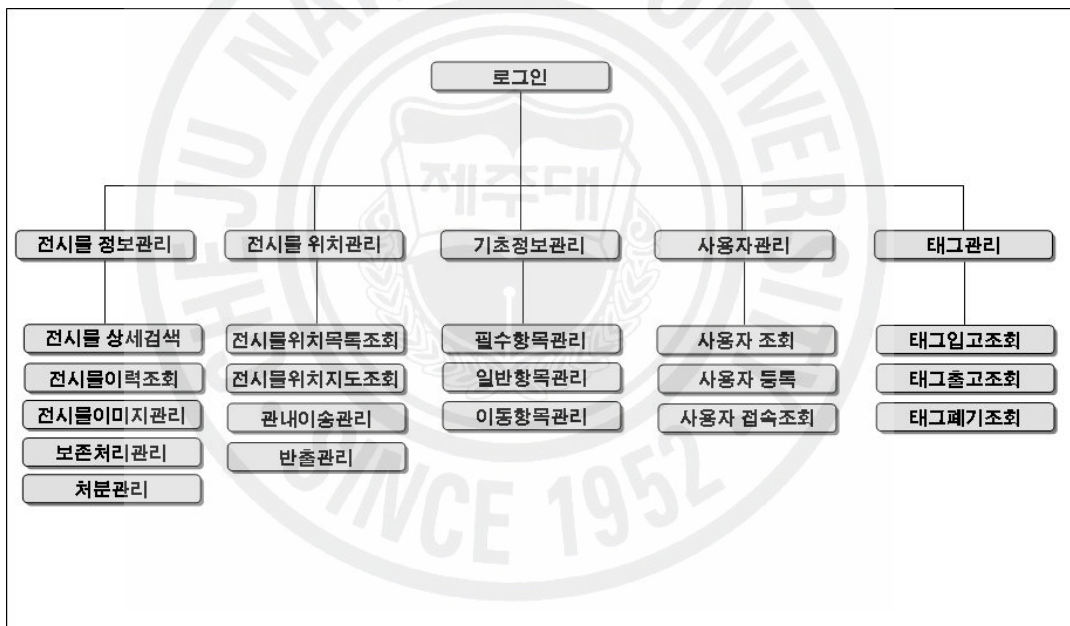 로그인
전시물 정보관리
전시물 위치관리
기초정보관리
사용자관리
태그관리
전시물 상세검색
전시물이력조회
전시물이미지관리
보존처리관리
처분관리
전시물위치목록조회
전시물위치지도조회
관내이송관리
반출관리
필수항목관리
일반항목관리
이동항목관리
사용자 조회
사용자 등록
사용자 접속조회
태그입고조회
태그출고조회
태그폐기조회
제주대
SINCE 1952